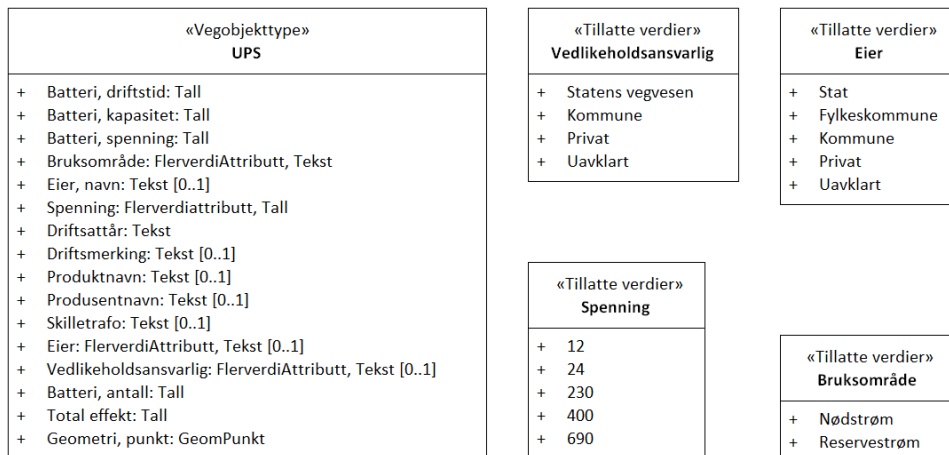 «Vegobjekttype»
UPS
+ Batteri, driftstid: Tall
+ Batteri, kapasitet: Tall
+ Batteri, spenning: Tall
+ Bruksområde: FlerverdiAttributt, Tekst
+ Eier, navn: Tekst [0..1]
+ Spenning: Flerverdiattributt, Tall
+ Driftsattår: Tekst
+ Driftsmerking: Tekst [0..1]
+ Produktnavn: Tekst [0..1]
+ Produsentnavn: Tekst [0..1]
+ Skilletrafo: Tekst [0..1]
+ Eier: FlerverdiAttributt, Tekst [0..1]
+ Vedlikeholdsansvarlig: FlerverdiAttributt, Tekst [0..1]
+ Batteri, antall: Tall
+ Total effekt: Tall
+ Geometri, punkt: GeomPunkt
«Tillatte verdier»
Vedlikeholdsansvarlig
+ Statens vegvesen
+ Kommune
+ Privat
+ Uavklart
«Tillatte verdier»
Eier
+ Stat
+ Fylkeskommune
+ Kommune
+ Privat
+ Uavklart
«Tillatte verdier»
Spenning
+ 12
+ 24
+ 230
+ 400
+ 690
«Tillatte verdier»
Bruksområde
+ Nødstrøm
+ Reservestrøm